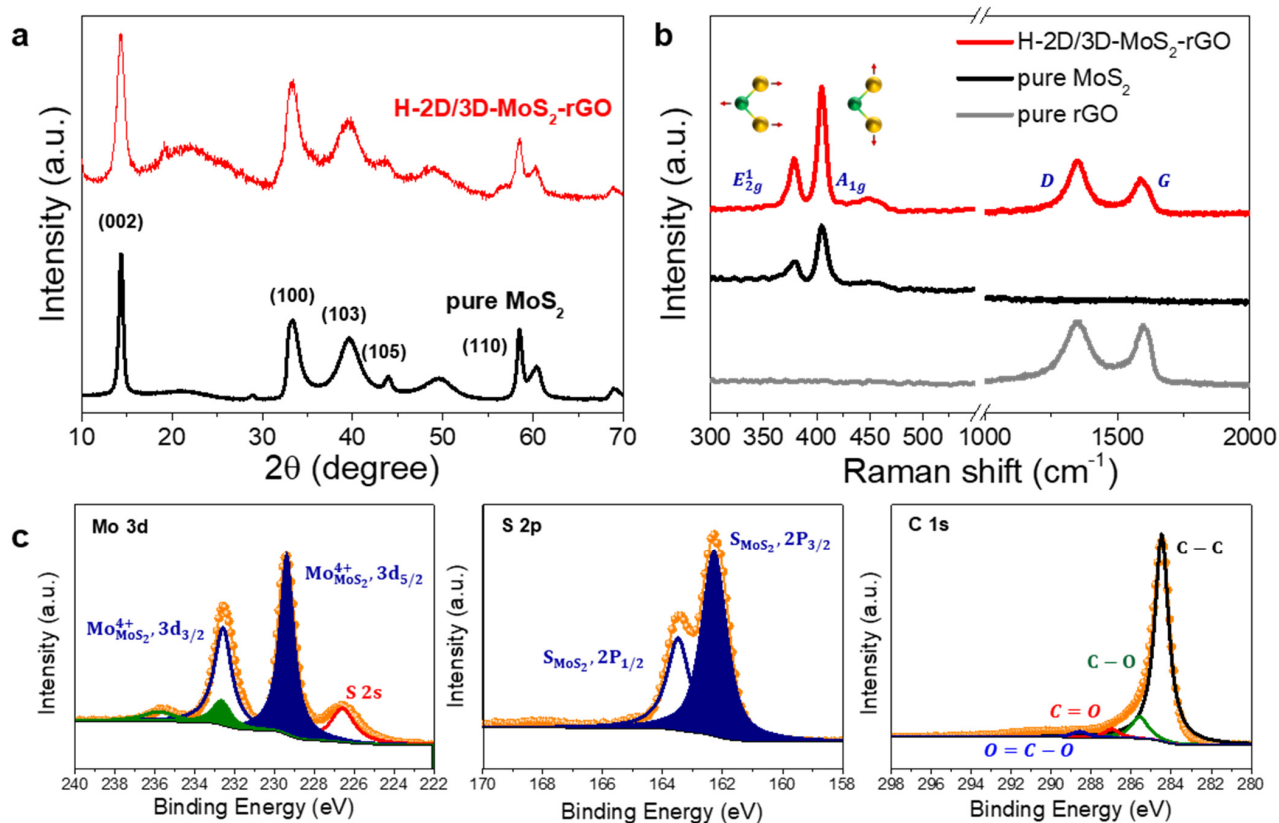 a
H-2D/3D-MoS₂-rGO
(002)
(100)
(103)
(105)
pure MoS₂
(110)
Intensity (a.u.)
10 20 30 40 50 60 70
2θ (degree)
b
H-2D/3D-MoS₂-rGO
pure MoS₂
pure rGO
E¹₂g
A₁g
D
G
Intensity (a.u.)
300 350 400 450 500 1000 1500 2000
Raman shift (cm⁻¹)
c
Mo 3d
Mo⁴⁺MoS₂, 3d₅/₂
Mo⁴⁺MoS₂, 3d₃/₂
S 2s
Intensity (a.u.)
240 238 236 234 232 230 228 226 224 222
Binding Energy (eV)
S 2p
S MoS₂, 2P₃/₂
S MoS₂, 2P₁/₂
Intensity (a.u.)
170 168 166 164 162 160 158
Binding Energy (eV)
C 1s
C − C
C − O
C = O
O = C − O
Intensity (a.u.)
298 296 294 292 290 288 286 284 282 280
Binding Energy (eV)